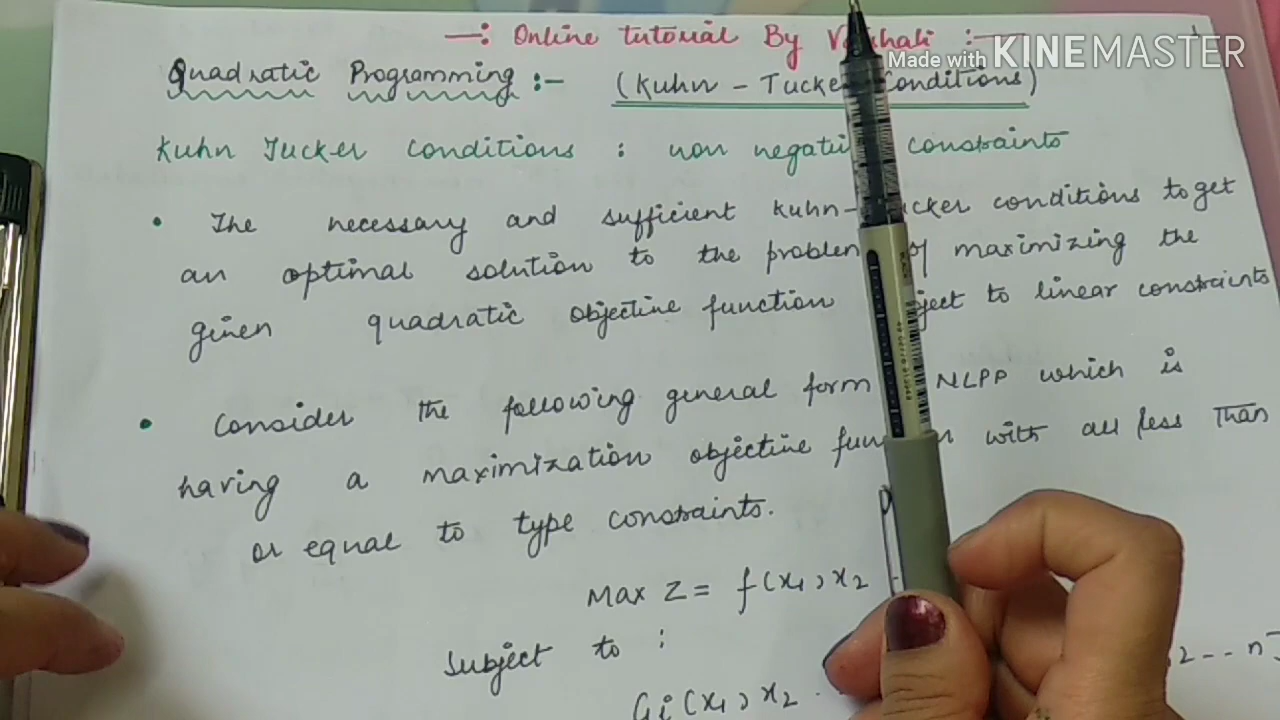 —: Online tutorial By :—
Made with KINEMASTER
Quadratic Programming :- (Kuhn - Tucker Conditions)
Kuhn Tucker conditions : non negative constraints
• The necessary and sufficient Kuhn-Tucker conditions to get
an optimal solution to the problem of maximizing the
given quadratic objective function subject to linear constraints
• Consider the following general form NLPP which is
having a maximization objective function with all less than
or equal to type constraints.
Max Z = f(x₁, x₂
Subject to :
Gi(x₁, x₂ . 2 -- n